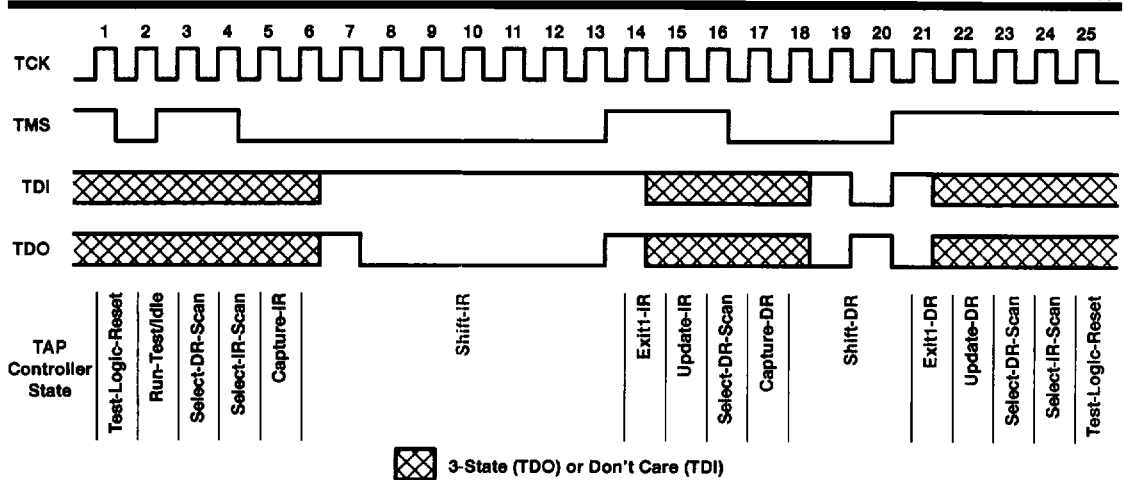 1 2 3 4 5 6 7 8 9 10 11 12 13 14 15 16 17 18 19 20 21 22 23 24 25
TCK
TMS
TDI
TDO
TAP
Controller
State
Test-Logic-Reset
Run-Test/Idle
Select-DR-Scan
Select-IR-Scan
Capture-IR
Shift-IR
Exit1-IR
Update-IR
Select-DR-Scan
Capture-DR
Shift-DR
Exit1-DR
Update-DR
Select-DR-Scan
Select-IR-Scan
Test-Logic-Reset
3-State (TDO) or Don't Care (TDI)